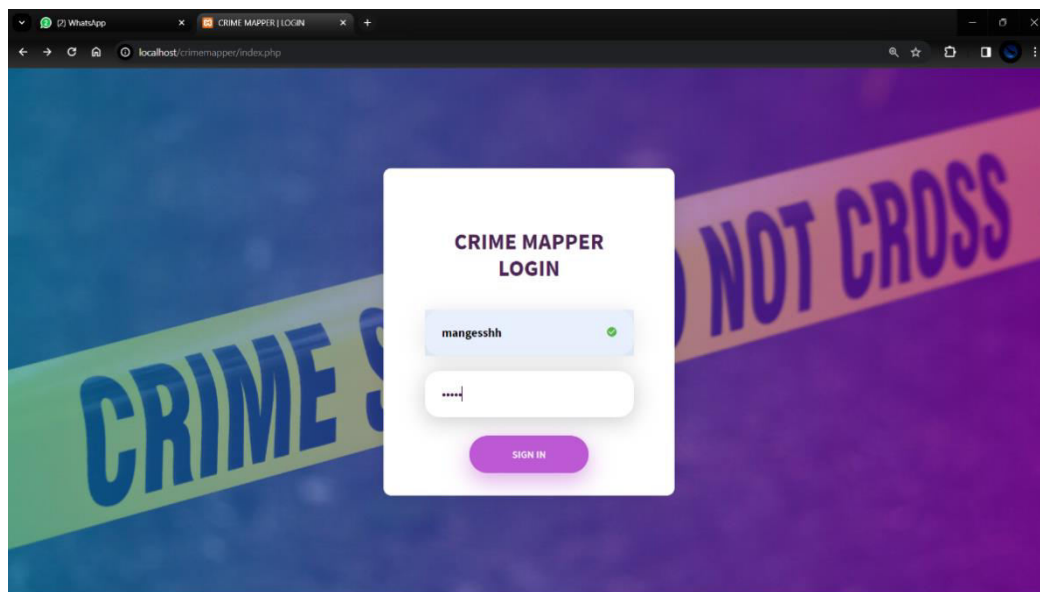 (2) WhatsApp
CRIME MAPPER | LOGIN
localhost/crimemapper/index.php
CRIME S
NOT CROSS
CRIME MAPPER
LOGIN
mangesshh
•••••
SIGN IN